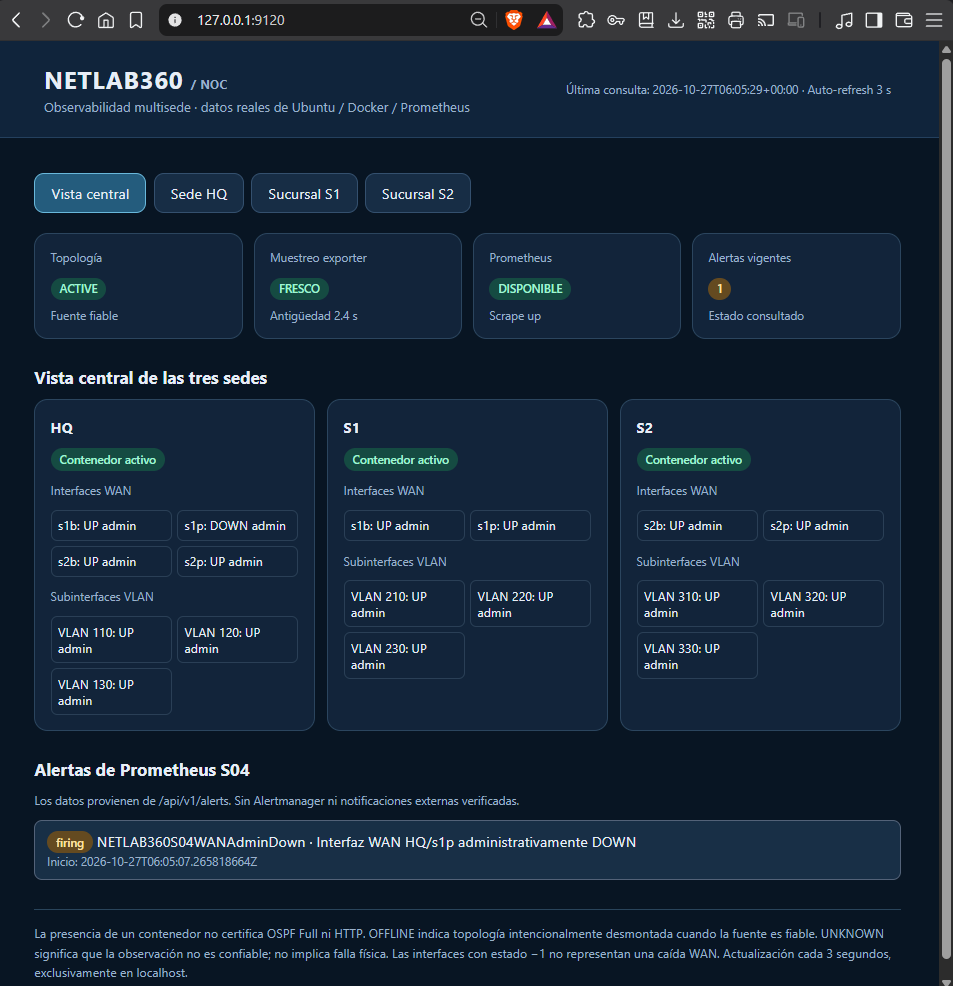 127.0.0.1:9120
NETLAB360 / NOC
Observabilidad multisede · datos reales de Ubuntu / Docker / Prometheus
Última consulta: 2026-10-27T06:05:29+00:00 · Auto-refresh 3 s
Vista central
Sede HQ
Sucursal S1
Sucursal S2
Topología
ACTIVE
Fuente fiable
Muestreo exporter
FRESCO
Antigüedad 2.4 s
Prometheus
DISPONIBLE
Scrape up
Alertas vigentes
1
Estado consultado
Vista central de las tres sedes
HQ
Contenedor activo
Interfaces WAN
s1b: UP admin
s1p: DOWN admin
s2b: UP admin
s2p: UP admin
Subinterfaces VLAN
VLAN 110: UP
admin
VLAN 120: UP
admin
VLAN 130: UP
admin
S1
Contenedor activo
Interfaces WAN
s1b: UP admin
s1p: UP admin
Subinterfaces VLAN
VLAN 210: UP
admin
VLAN 220: UP
admin
VLAN 230: UP
admin
S2
Contenedor activo
Interfaces WAN
s2b: UP admin
s2p: UP admin
Subinterfaces VLAN
VLAN 310: UP
admin
VLAN 320: UP
admin
VLAN 330: UP
admin
Alertas de Prometheus S04
Los datos provienen de /api/v1/alerts. Sin Alertmanager ni notificaciones externas verificadas.
firing NETLAB360S04WANAdminDown · Interfaz WAN HQ/s1p administrativamente DOWN
Inicio: 2026-10-27T06:05:07.265818664Z
La presencia de un contenedor no certifica OSPF Full ni HTTP. OFFLINE indica topología intencionalmente desmontada cuando la fuente es fiable. UNKNOWN
significa que la observación no es confiable; no implica falla física. Las interfaces con estado −1 no representan una caída WAN. Actualización cada 3 segundos,
exclusivamente en localhost.